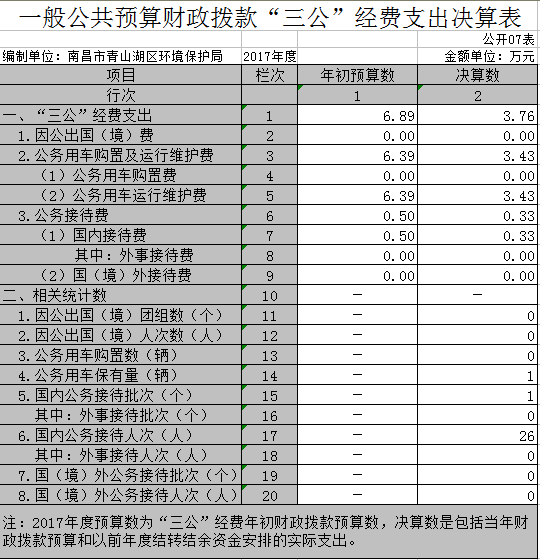 一般公共预算财政拨款“三公”经费支出决算表
公开07表
编制单位：南昌市青山湖区环境保护局 2017年度 金额单位：万元
项目 栏次 年初预算数 决算数
行次 1 2
一、“三公”经费支出 1 6.89 3.76
1.因公出国（境）费 2 0.00 0.00
2.公务用车购置及运行维护费 3 6.39 3.43
（1）公务用车购置费 4 0.00 0.00
（2）公务用车运行维护费 5 6.39 3.43
3.公务接待费 6 0.50 0.33
（1）国内接待费 7 0.50 0.33
其中：外事接待费 8 0.00 0.00
（2）国（境）外接待费 9 0.00 0.00
二、相关统计数 10 — —
1.因公出国（境）团组数（个） 11 — 0
2.因公出国（境）人次数（人） 12 — 0
3.公务用车购置数（辆） 13 — 0
4.公务用车保有量（辆） 14 — 1
5.国内公务接待批次（个） 15 — 1
其中：外事接待批次（个） 16 — 0
6.国内公务接待人次（人） 17 — 26
其中：外事接待人次（人） 18 — 0
7.国（境）外公务接待批次（个） 19 — 0
8.国（境）外公务接待人次（人） 20 — 0
注：2017年度预算数为“三公”经费年初财政拨款预算数，决算数是包括当年财
政拨款预算和以前年度结转结余资金安排的实际支出。